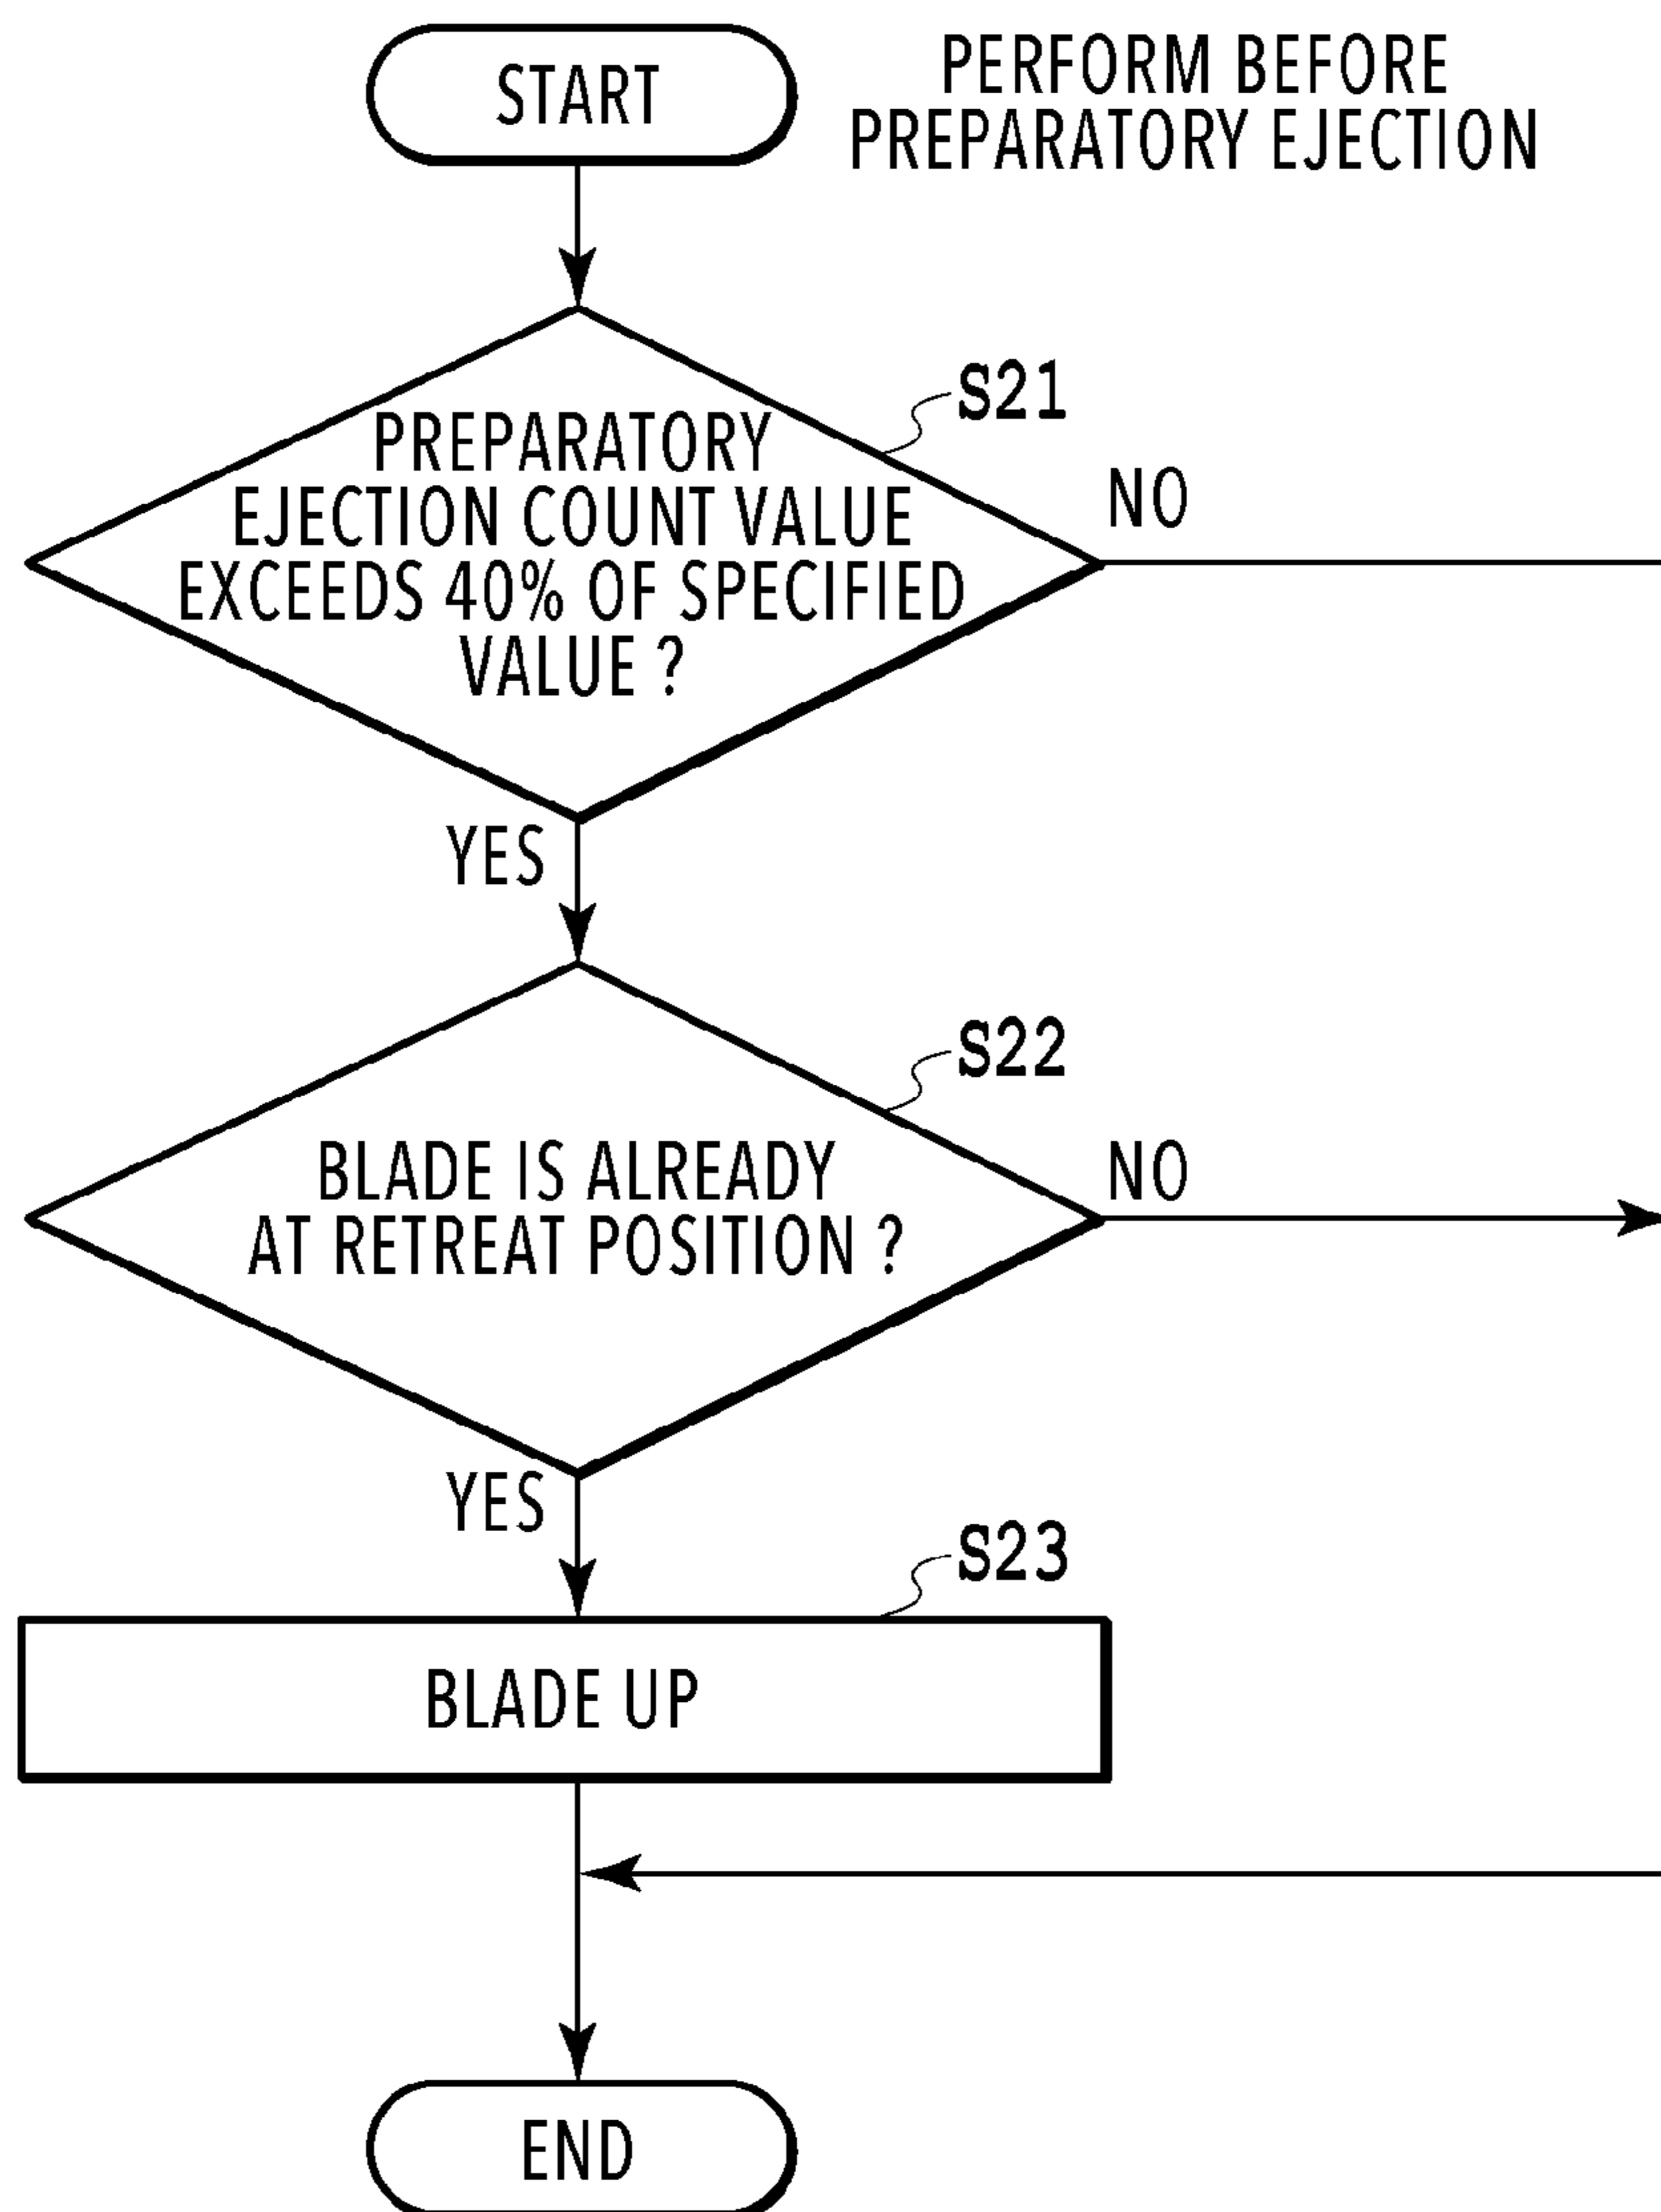 START
PERFORM BEFORE
PREPARATORY EJECTION
S21
PREPARATORY
EJECTION COUNT VALUE
EXCEEDS 40% OF SPECIFIED
VALUE ?
NO
YES
S22
BLADE IS ALREADY
AT RETREAT POSITION ?
NO
YES
S23
BLADE UP
END